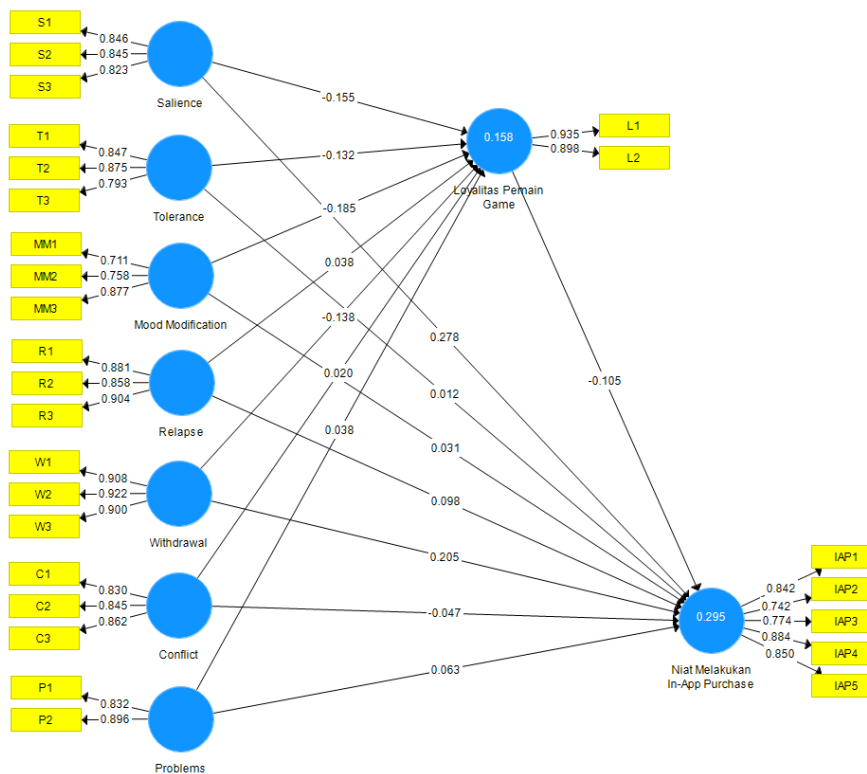 S1
0.846
S2
0.845
S3
0.823
Salience
-0.155
T1
0.847
T2
0.875
T3
0.793
Tolerance
-0.132
0.158
Loyalitas Pemain
Game
0.935
L1
0.898
L2
MM1
0.711
MM2
0.758
MM3
0.877
Mood Modification
-0.185
0.038
-0.138
0.278
R1
0.881
R2
0.858
R3
0.904
Relapse
0.020
0.012
-0.105
0.038
0.031
W1
0.908
W2
0.922
W3
0.900
Withdrawal
0.098
0.205
C1
0.830
C2
0.845
C3
0.862
Conflict
-0.047
0.295
Niat Melakukan
In-App Purchase
0.842
IAP1
0.742
IAP2
0.774
IAP3
0.884
IAP4
0.850
IAP5
P1
0.832
P2
0.896
Problems
0.063